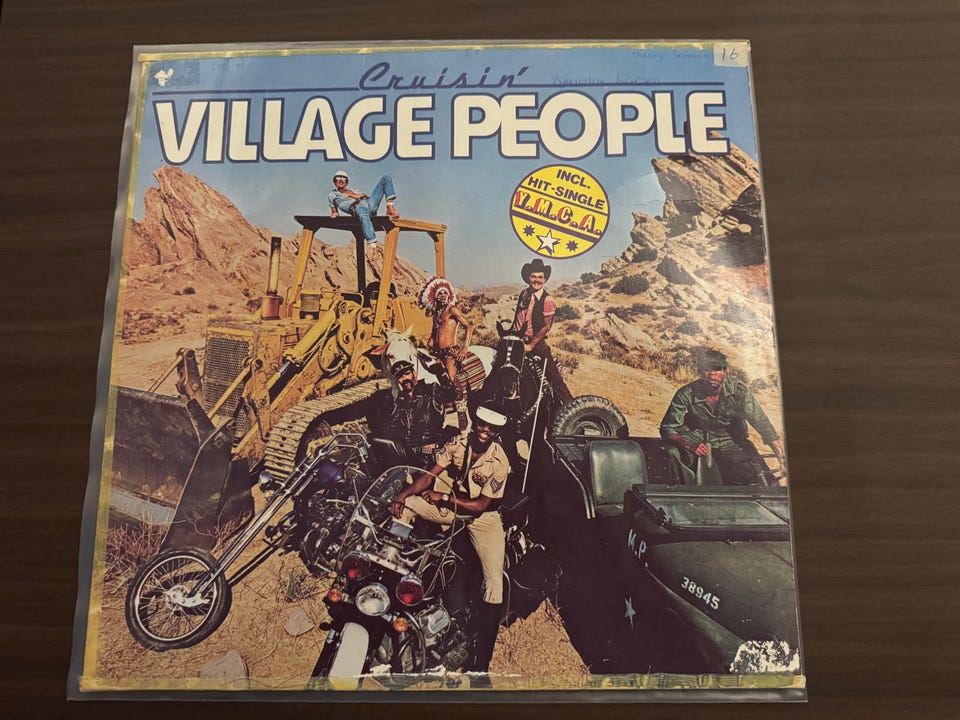 16
Cruisin'
VILLAGE PEOPLE
INCL.
HIT-SINGLE
Y.M.C.A.
M.P
38945